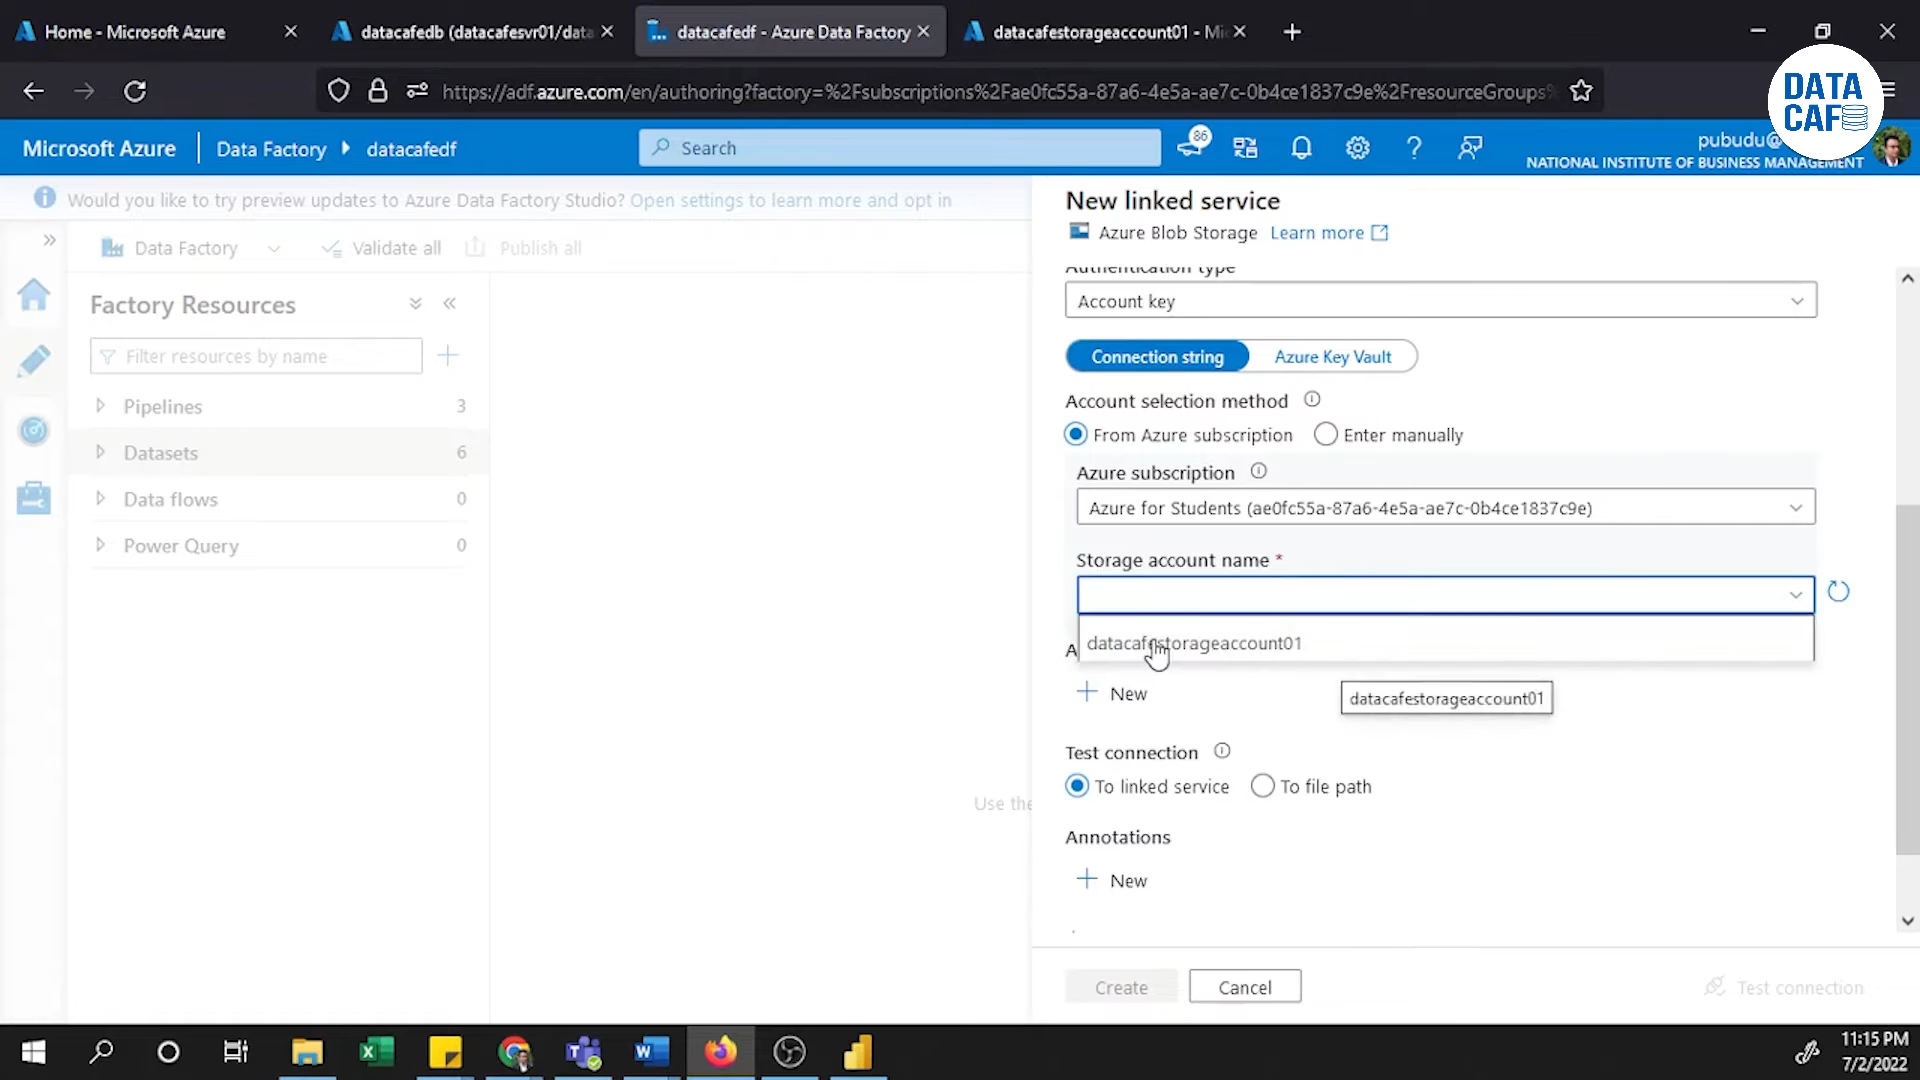 Home - Microsoft Azure
datacafedb (datacafesvr01/data
datacafedf - Azure Data Factory
datacafestorageaccount01 - Mi
https://adf.azure.com/en/authoring?factory=%2Fsubscriptions%2Fae0fc55a-87a6-4e5a-ae7c-0b4ce1837c9e%2FresourceGroups%
DATA
CAF
Microsoft Azure
Data Factory
datacafedf
Search
86
pubudu@
NATIONAL INSTITUTE OF BUSINESS MANAGEMENT
Would you like to try preview updates to Azure Data Factory Studio? Open settings to learn more and opt in
Data Factory
Validate all
Publish all
Factory Resources
Filter resources by name
Pipelines 3
Datasets 6
Data flows 0
Power Query 0
Use the
New linked service
Azure Blob Storage Learn more
Authentication type
Account key
Connection string
Azure Key Vault
Account selection method
From Azure subscription
Enter manually
Azure subscription
Azure for Students (ae0fc55a-87a6-4e5a-ae7c-0b4ce1837c9e)
Storage account name *
datacafestorageaccount01
A
New
datacafestorageaccount01
Test connection
To linked service
To file path
Annotations
New
Create
Cancel
Test connection
11:15 PM
7/2/2022